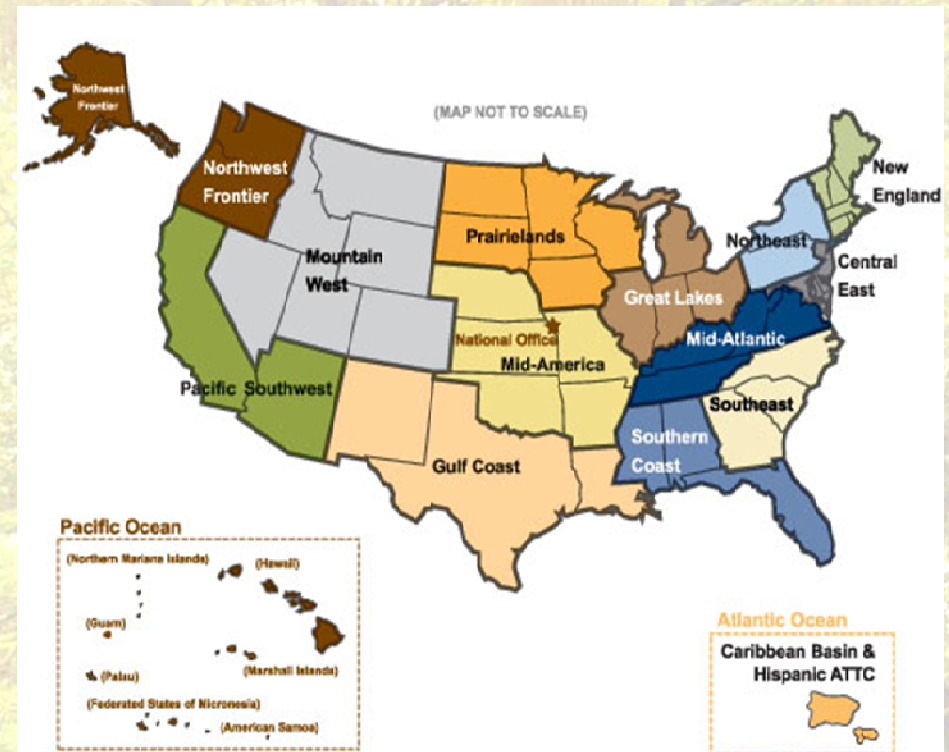 Northwest
Frontier
(MAP NOT TO SCALE)
Northwest
Frontier
New
England
Prairielands
Northeast
Mountain
West
Central
East
Great Lakes
National Office
Mid-Atlantic
Mid-America
Pacific Southwest
Southeast
Southern
Coast
Gulf Coast
Pacific Ocean
(Northern Mariana Islands)
(Hawaii)
(Guam)
(Marshall Islands)
(Palau)
(Federated States of Micronesia)
(American Samoa)
Atlantic Ocean
Caribbean Basin &
Hispanic ATTC